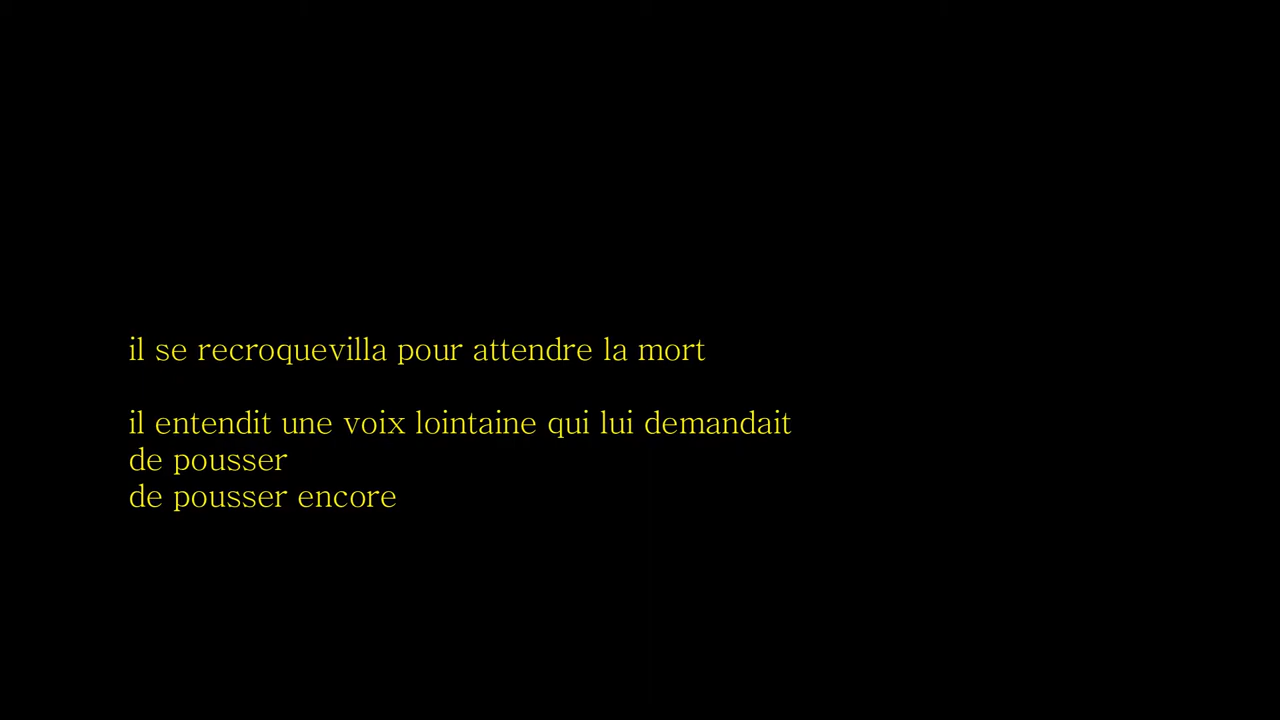 il se recroquevilla pour attendre la mort
il entendit une voix lointaine qui lui demandait
de pousser
de pousser encore